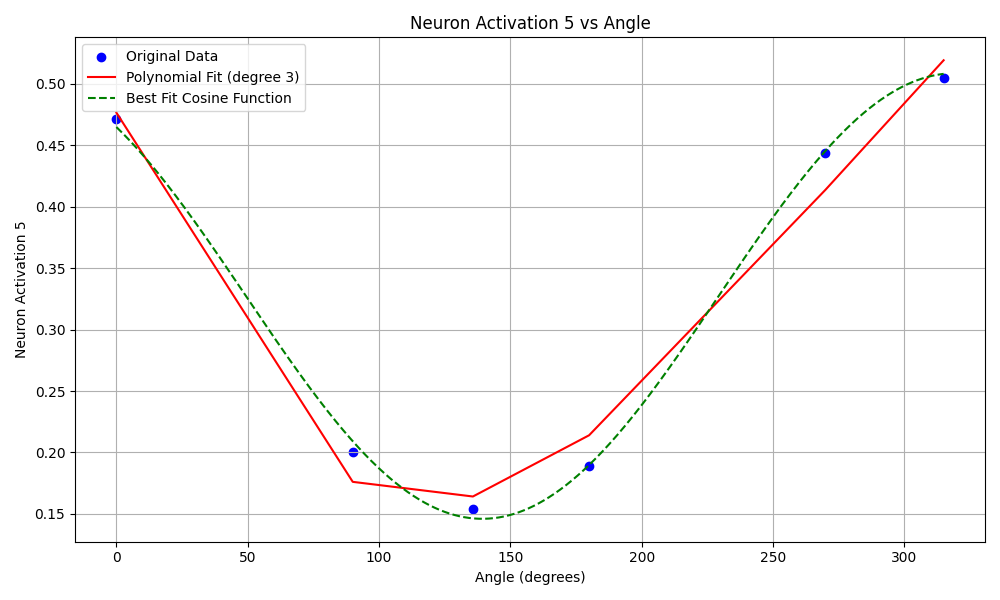 Neuron Activation 5 vs Angle
Original Data
Polynomial Fit (degree 3)
Best Fit Cosine Function
Neuron Activation 5
0.50
0.45
0.40
0.35
0.30
0.25
0.20
0.15
0
50
100
150
200
250
300
Angle (degrees)